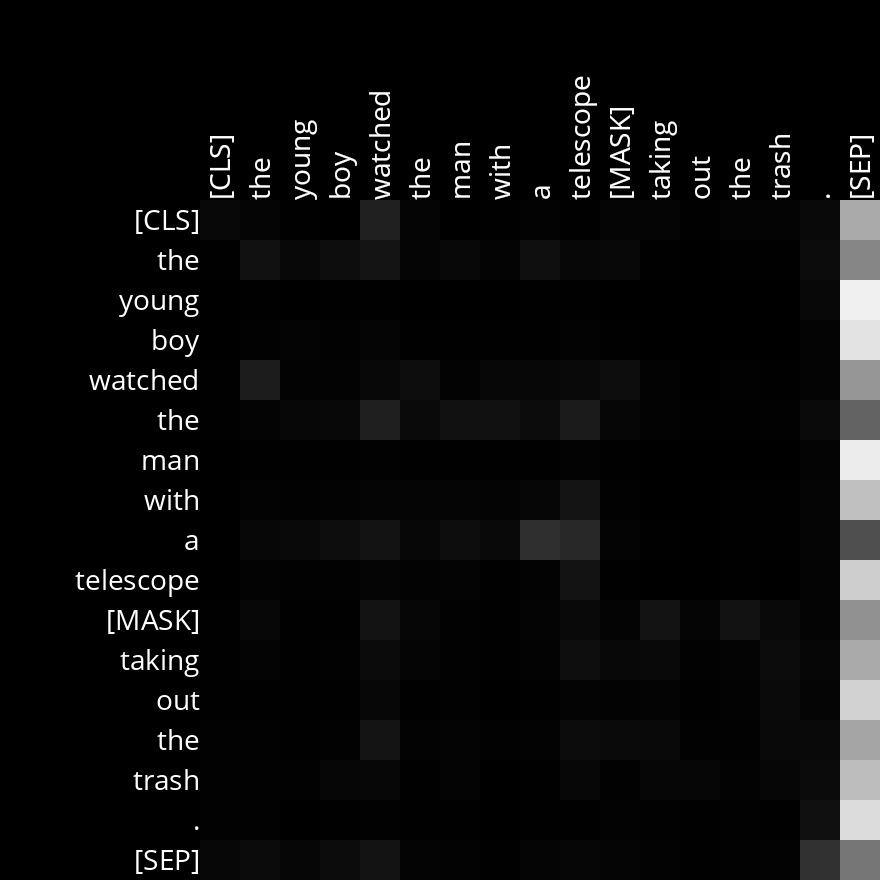 [CLS] the young boy watched the man with a telescope [MASK] taking out the trash . [SEP]
[CLS]
the
young
boy
watched
the
man
with
a
telescope
[MASK]
taking
out
the
trash
.
[SEP]